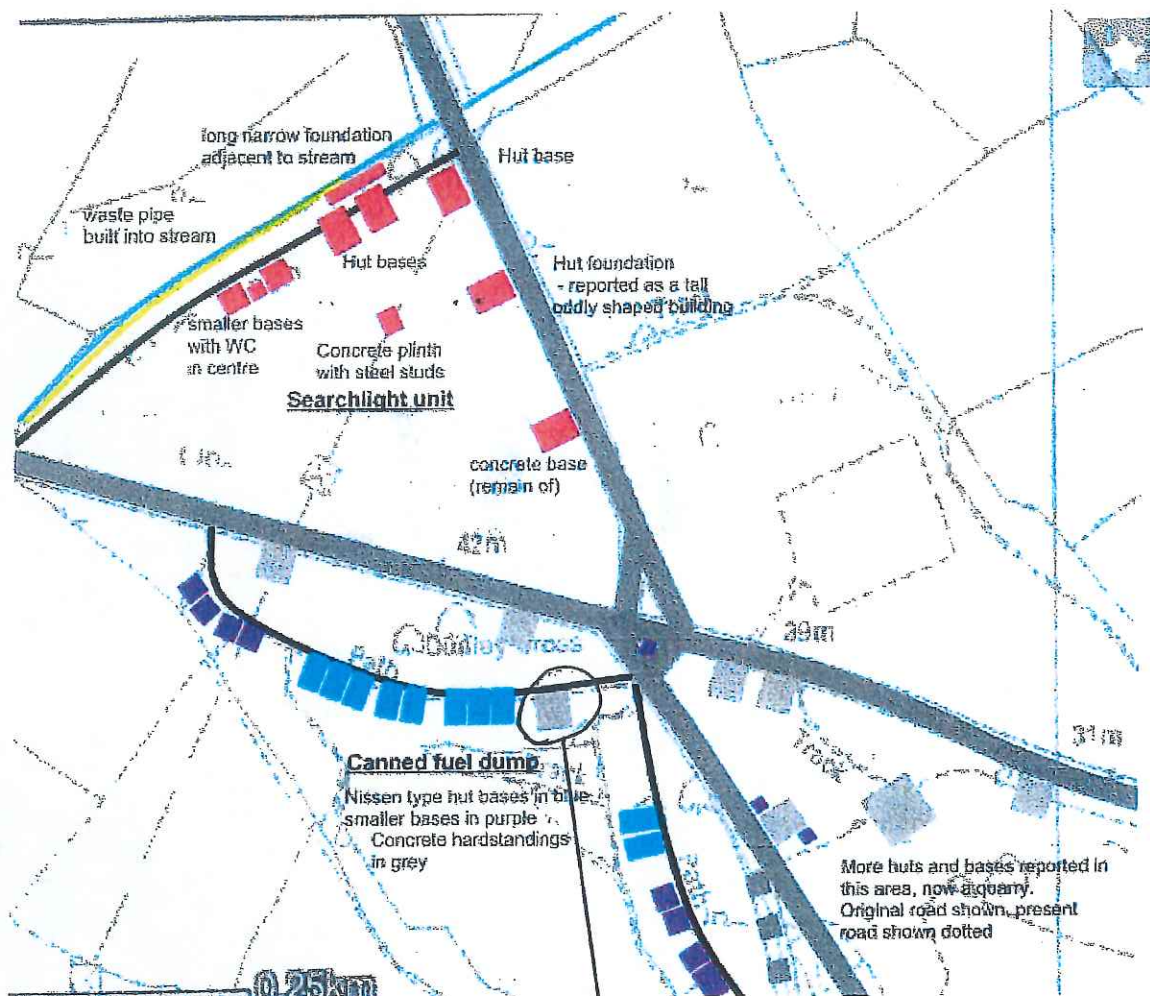 long narrow foundation
adjacent to stream
Hut base
waste pipe
built into stream
Hut bases
Hut foundation
- reported as a tall
oddly shaped building
smaller bases
with WC
in centre
Concrete plinth
with steel studs
Searchlight unit
concrete base
(remain of)
42m
39m
31m
Track
Canned fuel dump
Nissen type hut bases in blue
smaller bases in purple
Concrete hardstandings
in grey
More huts and bases reported in
this area, now a quarry.
Original road shown, present
road shown dotted
0.25km